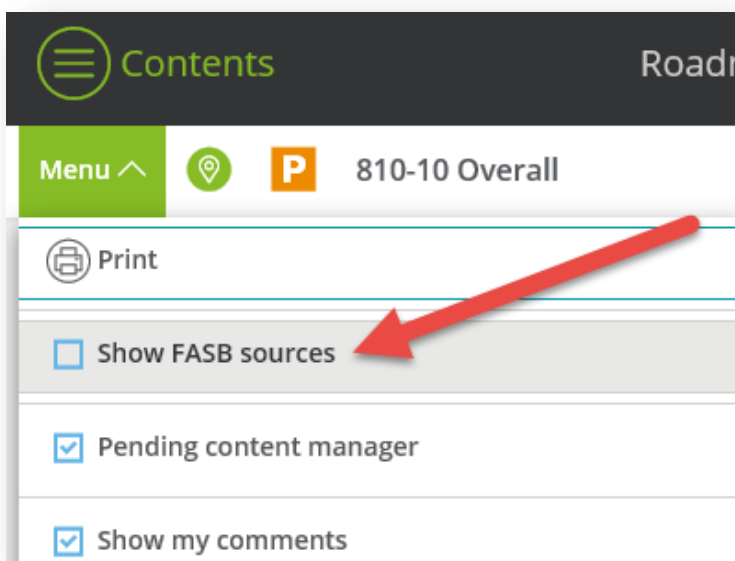 Contents
Menu P 810-10 Overall
Print
Show FASB sources
Pending content manager
Show my comments